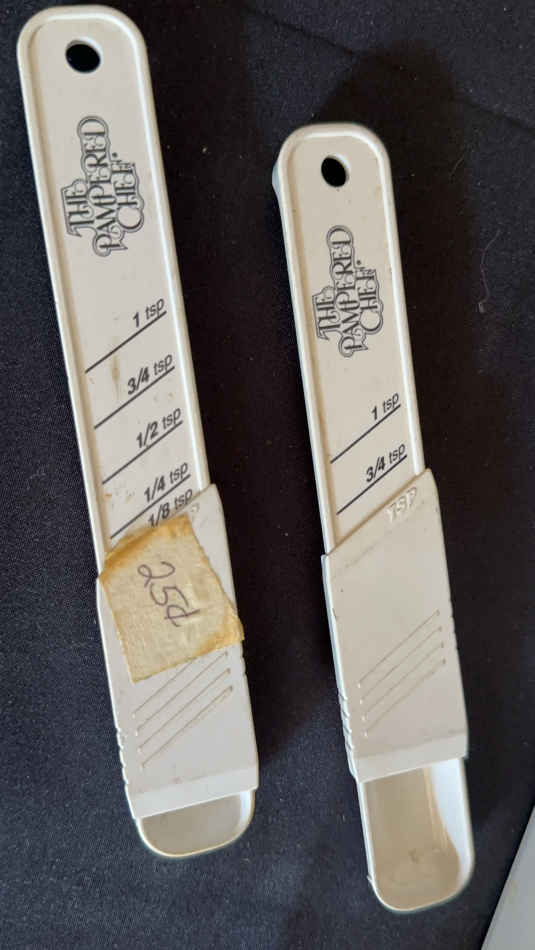 THE
PAMPERED
CHEF®
1 tsp
3/4 tsp
1/2 tsp
1/4 tsp
1/8 tsp
25¢
THE
PAMPERED
CHEF®
1 tsp
3/4 tsp
TSP